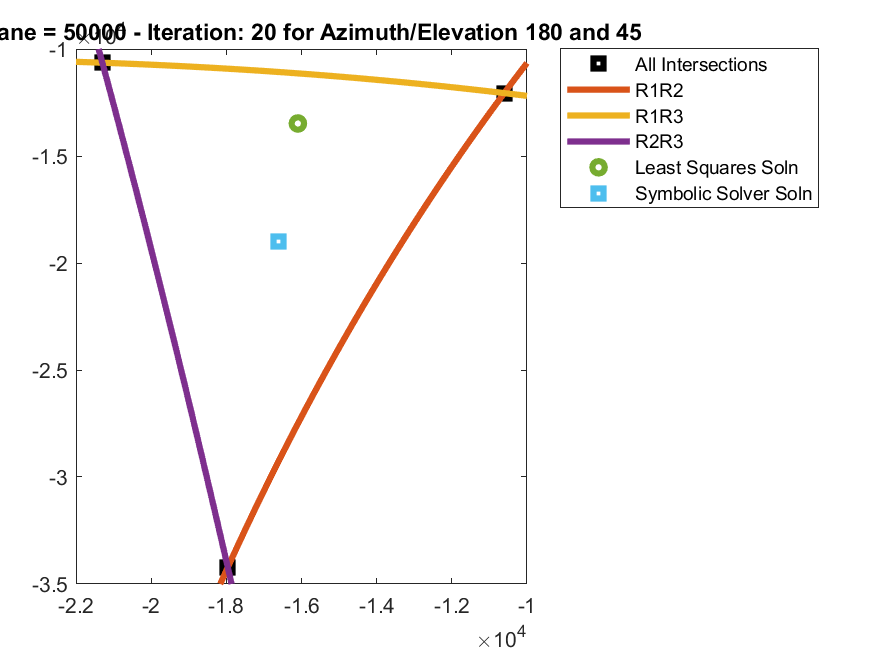 ane = 50000 - Iteration: 20 for Azimuth/Elevation 180 and 45
-1
-1.5
-2
-2.5
-3
-3.5
-2.2 -2 -1.8 -1.6 -1.4 -1.2 -1
×10⁴
All Intersections
R1R2
R1R3
R2R3
Least Squares Soln
Symbolic Solver Soln